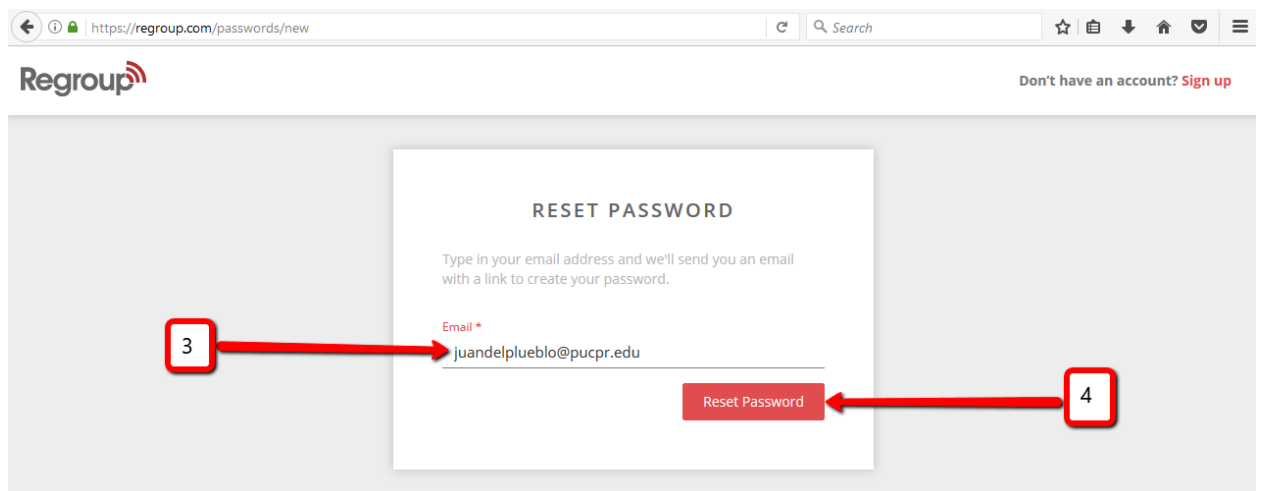 https://regroup.com/passwords/new
Search
Regroup
Don't have an account? Sign up
RESET PASSWORD
Type in your email address and we'll send you an email
with a link to create your password.
Email *
3
juandelplueblo@pucpr.edu
Reset Password
4